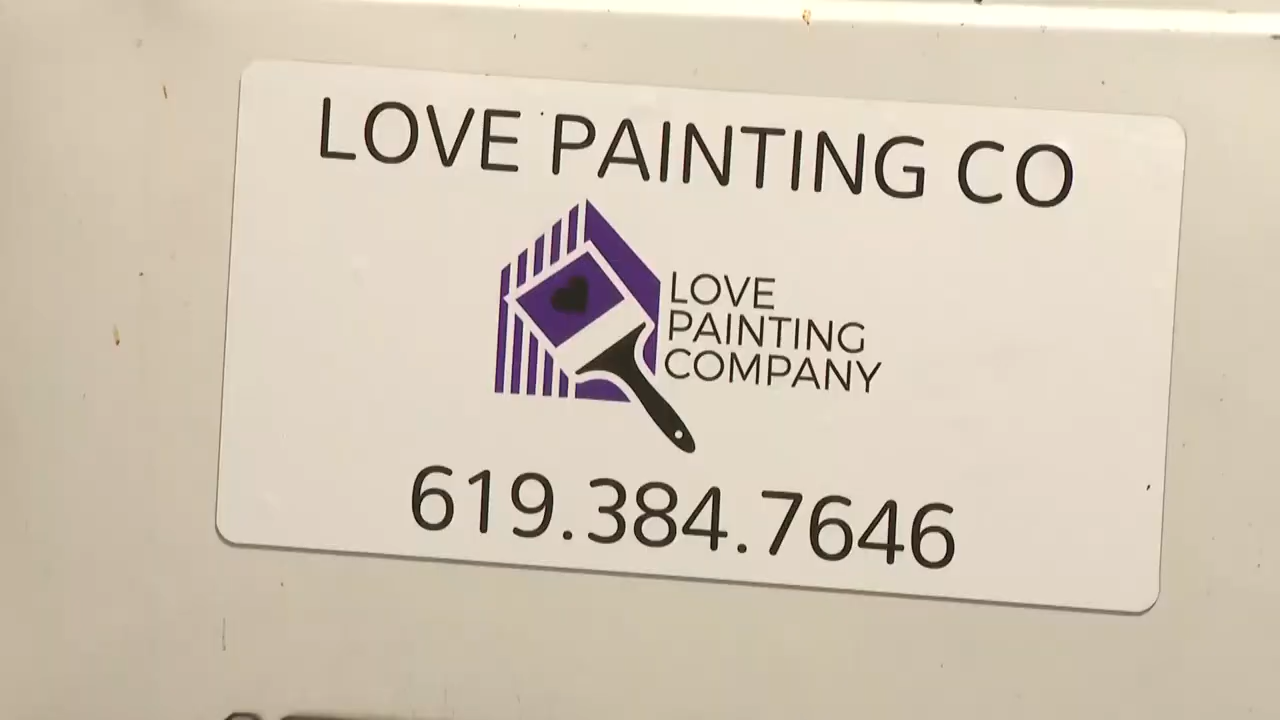 LOVE PAINTING CO
LOVE
PAINTING
COMPANY
619.384.7646